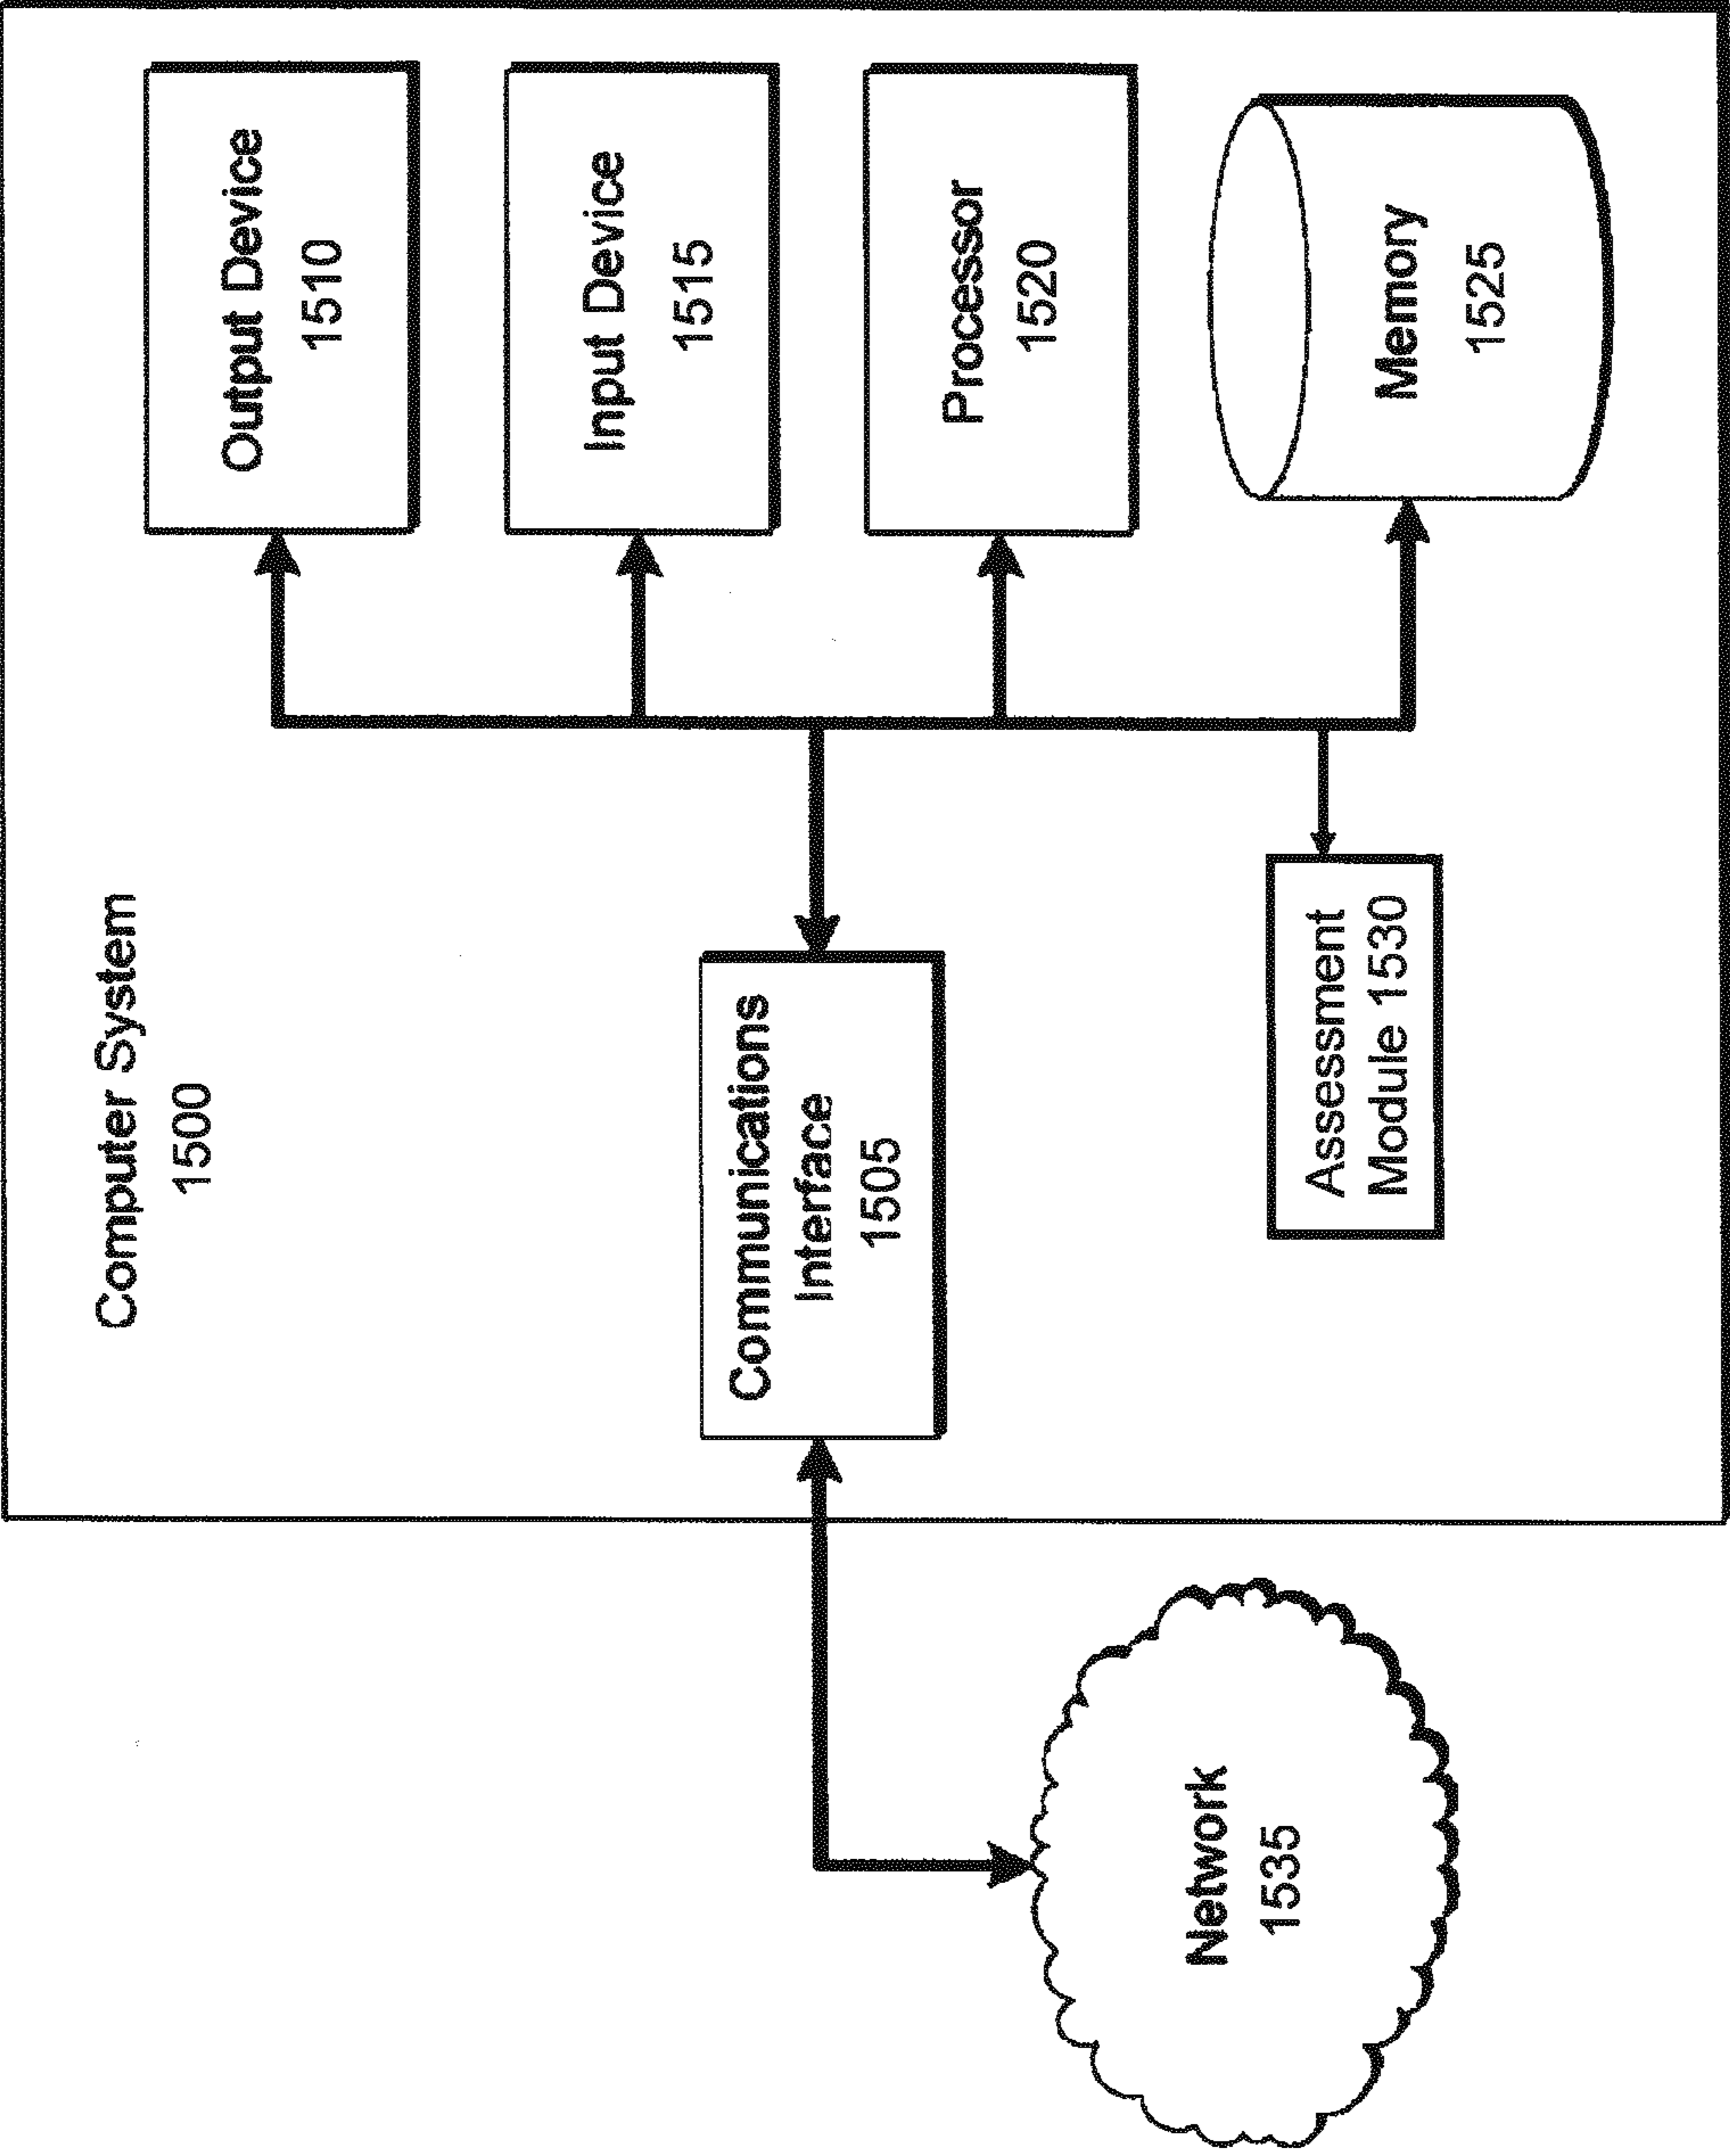 Computer System
1500
Output Device
1510
Input Device
1515
Communications
Interface
1505
Processor
1520
Network
1535
Assessment
Module 1530
Memory
1525